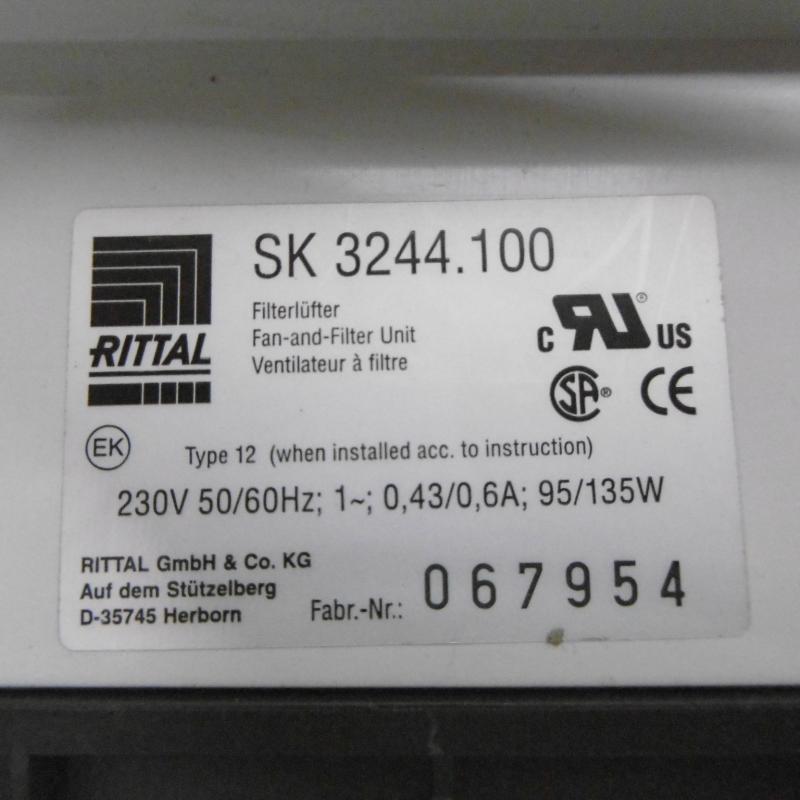 RITTAL
SK 3244.100
Filterlüfter
Fan-and-Filter Unit
Ventilateur à filtre
c RU® US
SA® CE
EK
Type 12 (when installed acc. to instruction)
230V 50/60Hz; 1~; 0,43/0,6A; 95/135W
RITTAL GmbH & Co. KG
Auf dem Stützelberg
D-35745 Herborn
Fabr.-Nr.: 067954